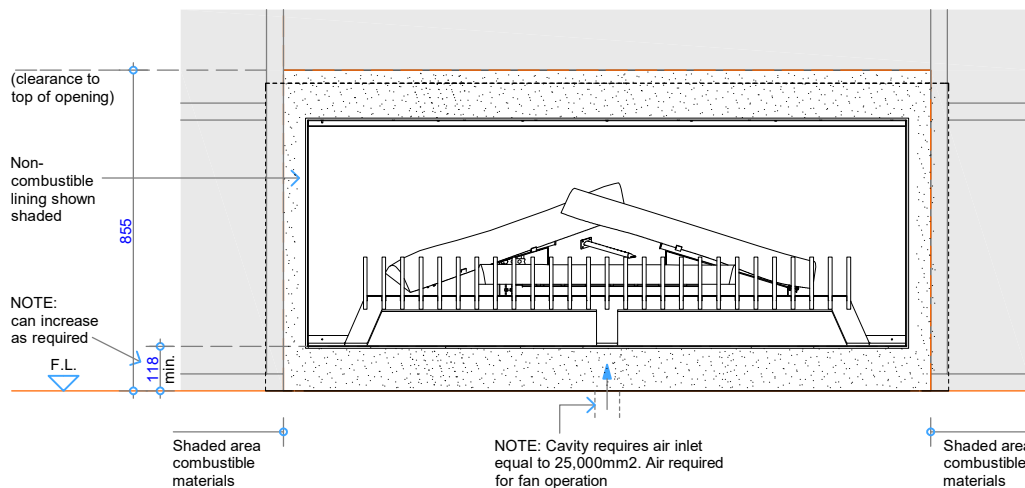 (clearance to
top of opening)
Non-
combustible
lining shown
shaded
855
NOTE:
can increase
as required
F.L.
118
min.
Shaded area
combustible
materials
NOTE: Cavity requires air inlet
equal to 25,000mm2. Air required
for fan operation
Shaded area
combustible
materials